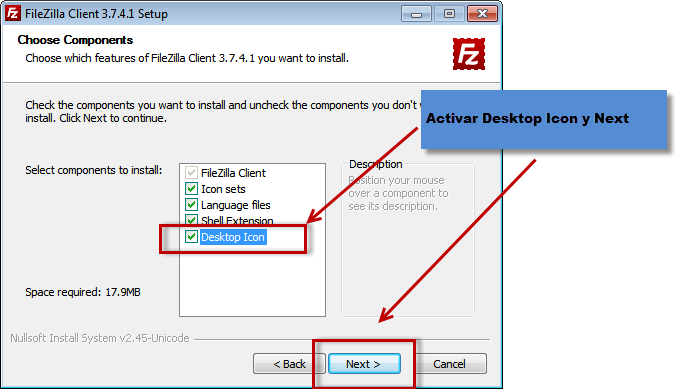 FileZilla Client 3.7.4.1 Setup
Choose Components
Choose which features of FileZilla Client 3.7.4.1 you want to install.
Fz
Check the components you want to install and uncheck the components you don't
install. Click Next to continue.
Activar Desktop Icon y Next
Select components to install:
FileZilla Client
Icon sets
Language files
Shell Extension
Desktop Icon
Description
Position your mouse
over a component to
see its description.
Space required: 17.9MB
Nullsoft Install System v2.45-Unicode
< Back
Next >
Cancel